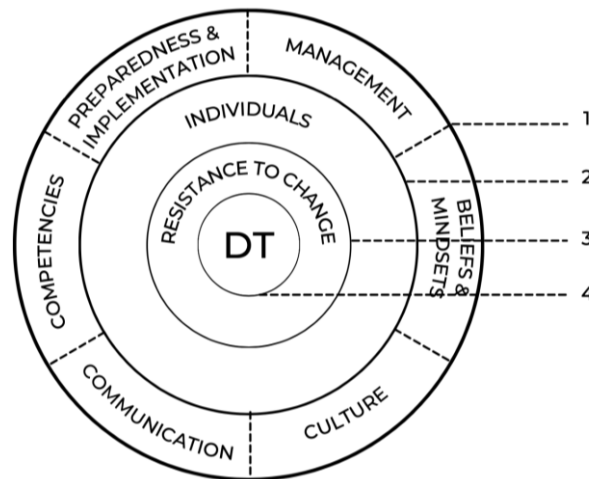 PREPAREDNESS &
IMPLEMENTATION
MANAGEMENT
INDIVIDUALS
RESISTANCE TO CHANGE
DT
COMPETENCIES
BELIEFS &
MINDSETS
COMMUNICATION
CULTURE
1
2
3
4